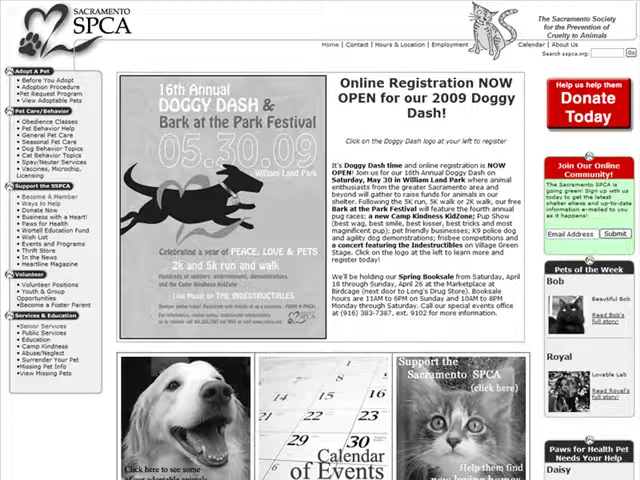 SACRAMENTO
SPCA
The Sacramento Society
for the Prevention of
Cruelty to Animals
Home | Contact | Hours & Location | Employment
Calendar | About Us
Search sspca.org:
Go
Adopt A Pet
Before You Adopt
Adoption Procedure
Pet Request Program
View Adoptable Pets
Pet Care/Behavior
Obedience Classes
Pet Behavior Help
General Pet Care
Seasonal Pet Care
Dog Behavior Topics
Cat Behavior Topics
Spay/Neuter Services
Vaccines, Microchip,
Licensing
Support the SSPCA
Become A Member
Ways to Help
Donate Now
Business with a Heart!
Paws for Health
Wortell Education Fund
Wish List
Events and Programs
Thrift Store
In the News
Heartline Magazine
Volunteer
Volunteer Positions
Youth & Group
Opportunities
Become a Foster Parent
Services & Education
Senior Services
Public Services
Education
Camp Kindness
Abuse/Neglect
Surrender Your Pet
Missing Pet Info
View Missing Pets
16th Annual
DOGGY DASH &
Bark at the Park Festival
05.30.09
William Land Park
Celebrating a year of PEACE, LOVE & PETS
2k and 5k run and walk
Live Music by THE INDESTRUCTIBLES
Online Registration NOW
OPEN for our 2009 Doggy
Dash!
Click on the Doggy Dash logo at your left to register
It's Doggy Dash time and online registration is NOW
OPEN! Join us for our 16th Annual Doggy Dash on
Saturday, May 30 in William Land Park where animal
enthusiasts from the greater Sacramento area and
beyond will gather to raise funds for animals in our
shelter. Following the 5K run, 5K walk or 2K walk, our free
Bark at the Park Festival will feature the fourth annual
pug races; a new Camp Kindness KidZone; Pup Show
(best wag, best smile, best kisser, best tricks and most
magnificent pup); pet friendly businesses; K9 police dog
and agility dog demonstrations; frisbee competitions and
a concert featuring the Indestructibles on Village Green
Stage. Click on the logo at the left to learn more and
register today!
We'll be holding our Spring Booksale from Saturday, April
18 through Sunday, April 26 at the Marketplace at
Birdcage (next door to Long's Drug Store). Booksale
hours are 11AM to 6PM on Sunday and 10AM to 8PM
Monday through Saturday. Call our special events office
at (916) 383-7387, ext. 9102 for more information.
Help us help them
Donate
Today
Join Our Online
Community!
The Sacramento SPCA is
going green! Sign up with us
today to get the latest
shelter aliens and up-to-date
information e-mailed to you
as it happens!
Email Address
Submit
Pets of the Week
Bob
Beautiful Bob
Read Bob's
full story!
Royal
Lovable Lab
Read Royal's
full story!
Paws for Health Pet
Needs Your Help
Daisy
Click here to see some
of our adoptable animals
1 2
14 15 16
22 23
29 30
Calendar
of Events
Support the
Sacramento SPCA
(click here)
Help them find
new loving homes